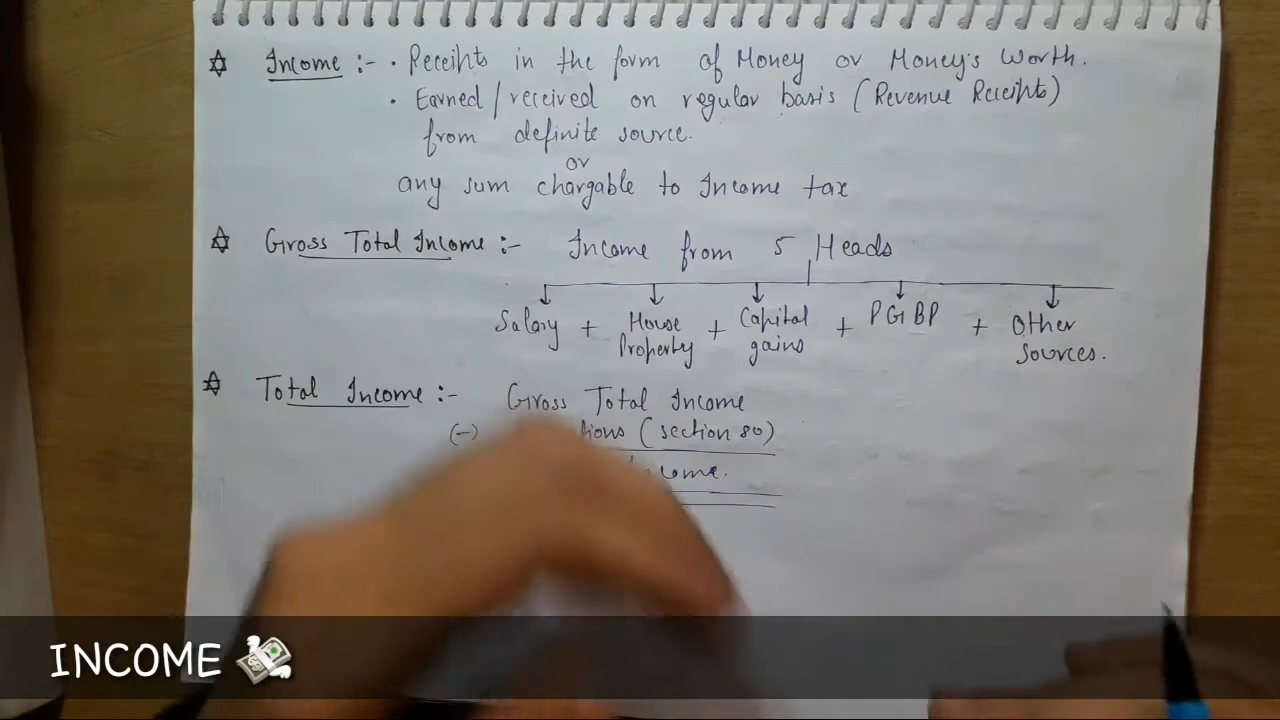 Income :- · Receipts in the form of Money or Money's Worth.
· Earned / received on regular basis (Revenue Receipts)
from definite source.
or
any sum chargable to Income tax
Gross Total Income :- Income from 5 Heads
Salary + House Property + Capital gains + PGBP + Other Sources.
Total Income :- Gross Total Income
(-) (section 80)
INCOME